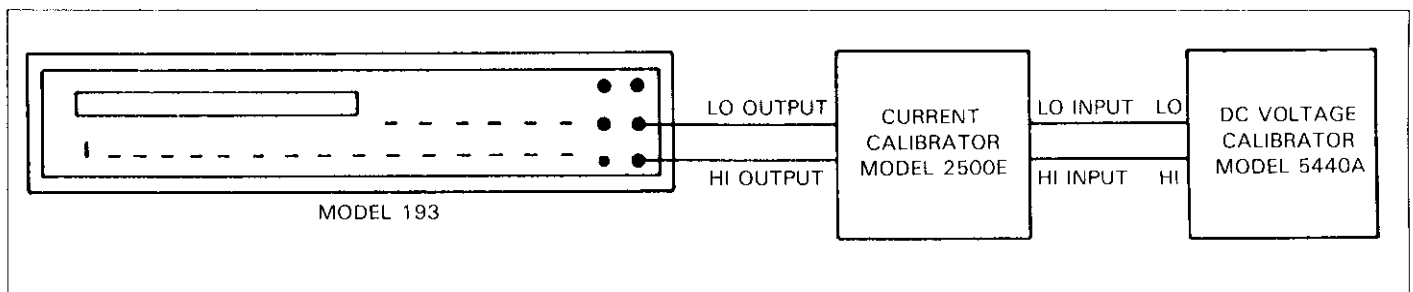 LO OUTPUT
HI OUTPUT
MODEL 193
CURRENT
CALIBRATOR
MODEL 2500E
LO INPUT
HI INPUT
LO
HI
DC VOLTAGE
CALIBRATOR
MODEL 5440A